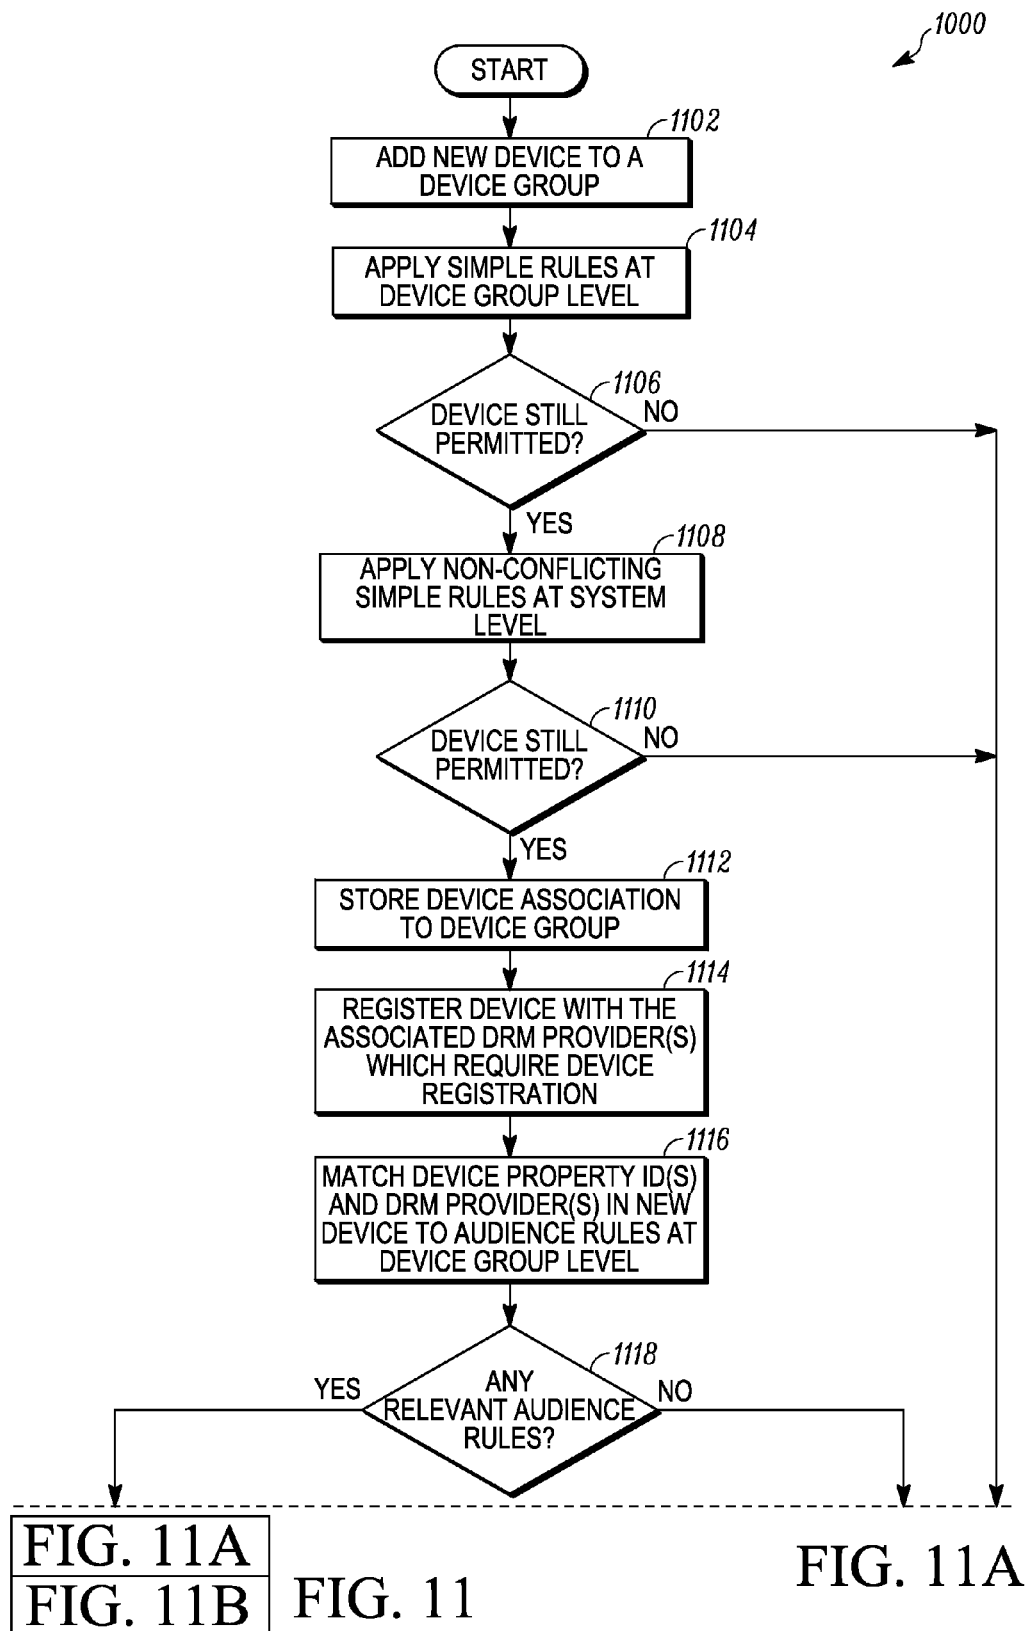 1000
START
1102
ADD NEW DEVICE TO A
DEVICE GROUP
1104
APPLY SIMPLE RULES AT
DEVICE GROUP LEVEL
1106
DEVICE STILL
PERMITTED?
NO
YES
1108
APPLY NON-CONFLICTING
SIMPLE RULES AT SYSTEM
LEVEL
1110
DEVICE STILL
PERMITTED?
NO
YES
1112
STORE DEVICE ASSOCIATION
TO DEVICE GROUP
1114
REGISTER DEVICE WITH THE
ASSOCIATED DRM PROVIDER(S)
WHICH REQUIRE DEVICE
REGISTRATION
1116
MATCH DEVICE PROPERTY ID(S)
AND DRM PROVIDER(S) IN NEW
DEVICE TO AUDIENCE RULES AT
DEVICE GROUP LEVEL
1118
YES
ANY
RELEVANT AUDIENCE
RULES?
NO
FIG. 11A
FIG. 11B
FIG. 11
FIG. 11A